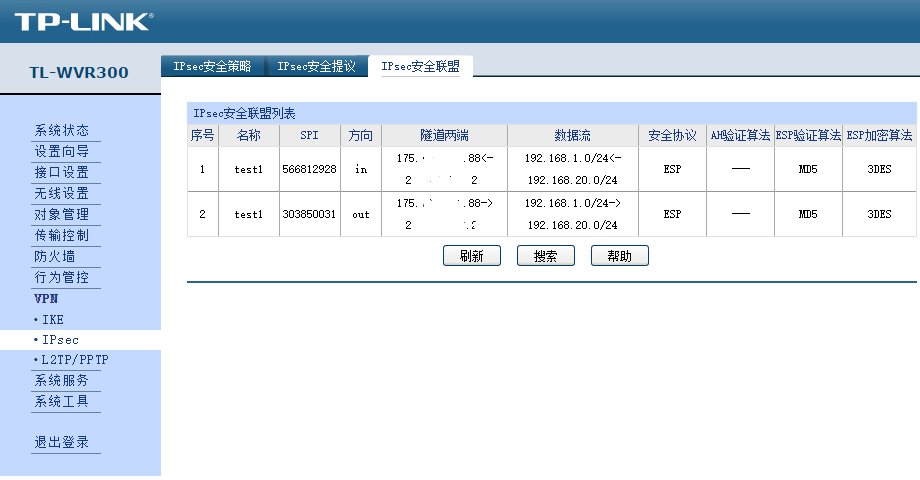 TP-LINK®
TL-WVR300
IPsec安全策略 IPsec安全提议 IPsec安全联盟
系统状态
设置向导
接口设置
无线设置
对象管理
传输控制
防火墙
行为管控
VPN
·IKE
·IPsec
·L2TP/PPTP
系统服务
系统工具
退出登录
IPsec安全联盟列表
序号 名称 SPI 方向 隧道两端 数据流 安全协议 AH验证算法 ESP验证算法 ESP加密算法
1 test1 566812928 in 175. .88<- 192.168.1.0/24<- ESP --- MD5 3DES
2 2 192.168.20.0/24
2 test1 303850031 out 175. .88-> 192.168.1.0/24-> ESP --- MD5 3DES
2 .2 192.168.20.0/24
刷新 搜索 帮助